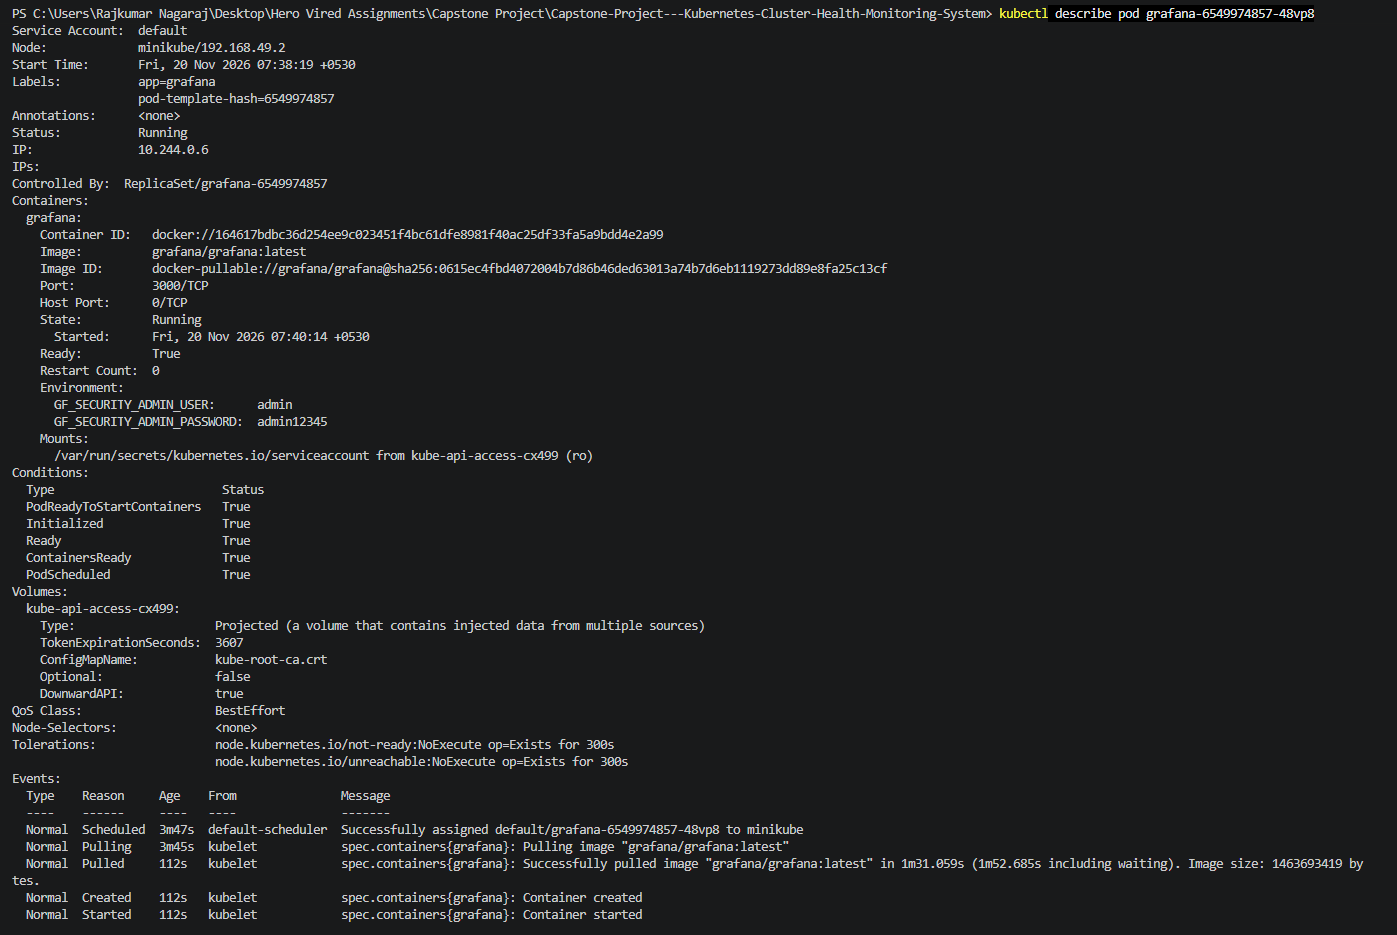 PS C:\Users\Rajkumar Nagaraj\Desktop\Hero Vired Assignments\Capstone Project\Capstone-Project---Kubernetes-Cluster-Health-Monitoring-System> kubectl describe pod grafana-6549974857-48vp8
Service Account:  default
Node:             minikube/192.168.49.2
Start Time:       Fri, 20 Nov 2026 07:38:19 +0530
Labels:           app=grafana
                  pod-template-hash=6549974857
Annotations:      <none>
Status:           Running
IP:               10.244.0.6
IPs:
Controlled By:  ReplicaSet/grafana-6549974857
Containers:
  grafana:
    Container ID:   docker://164617bdbc36d254ee9c023451f4bc61dfe8981f40ac25df33fa5a9bdd4e2a99
    Image:          grafana/grafana:latest
    Image ID:       docker-pullable://grafana/grafana@sha256:0615ec4fbd4072004b7d86b46ded63013a74b7d6eb1119273dd89e8fa25c13cf
    Port:           3000/TCP
    Host Port:      0/TCP
    State:          Running
      Started:      Fri, 20 Nov 2026 07:40:14 +0530
    Ready:          True
    Restart Count:  0
    Environment:
      GF_SECURITY_ADMIN_USER:      admin
      GF_SECURITY_ADMIN_PASSWORD:  admin12345
    Mounts:
      /var/run/secrets/kubernetes.io/serviceaccount from kube-api-access-cx499 (ro)
Conditions:
  Type                        Status
  PodReadyToStartContainers   True
  Initialized                 True
  Ready                       True
  ContainersReady             True
  PodScheduled                True
Volumes:
  kube-api-access-cx499:
    Type:                    Projected (a volume that contains injected data from multiple sources)
    TokenExpirationSeconds:  3607
    ConfigMapName:           kube-root-ca.crt
    Optional:                false
    DownwardAPI:             true
QoS Class:                   BestEffort
Node-Selectors:              <none>
Tolerations:                 node.kubernetes.io/not-ready:NoExecute op=Exists for 300s
                             node.kubernetes.io/unreachable:NoExecute op=Exists for 300s
Events:
  Type    Reason     Age    From               Message
  ----    ------     ----   ----               -------
  Normal  Scheduled  3m47s  default-scheduler  Successfully assigned default/grafana-6549974857-48vp8 to minikube
  Normal  Pulling    3m45s  kubelet            spec.containers{grafana}: Pulling image "grafana/grafana:latest"
  Normal  Pulled     112s   kubelet            spec.containers{grafana}: Successfully pulled image "grafana/grafana:latest" in 1m31.059s (1m52.685s including waiting). Image size: 1463693419 by
tes.
  Normal  Created    112s   kubelet            spec.containers{grafana}: Container created
  Normal  Started    112s   kubelet            spec.containers{grafana}: Container started